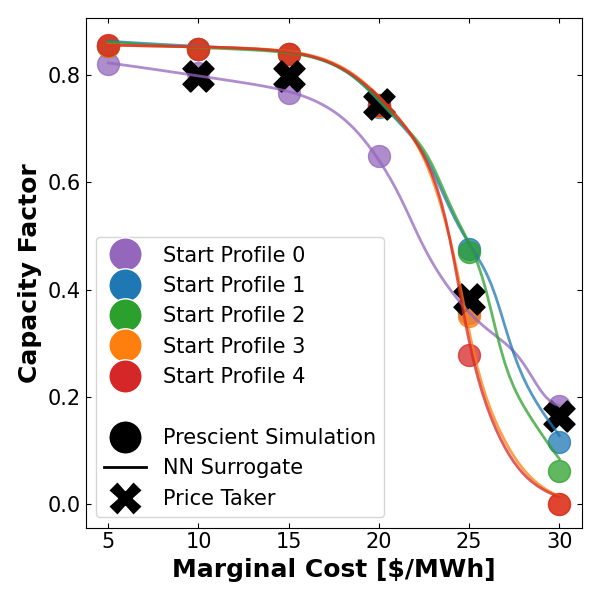 0.8
0.6
0.4
0.2
0.0
Capacity Factor
Start Profile 0
Start Profile 1
Start Profile 2
Start Profile 3
Start Profile 4
Prescient Simulation
NN Surrogate
Price Taker
5 10 15 20 25 30
Marginal Cost [$/MWh]